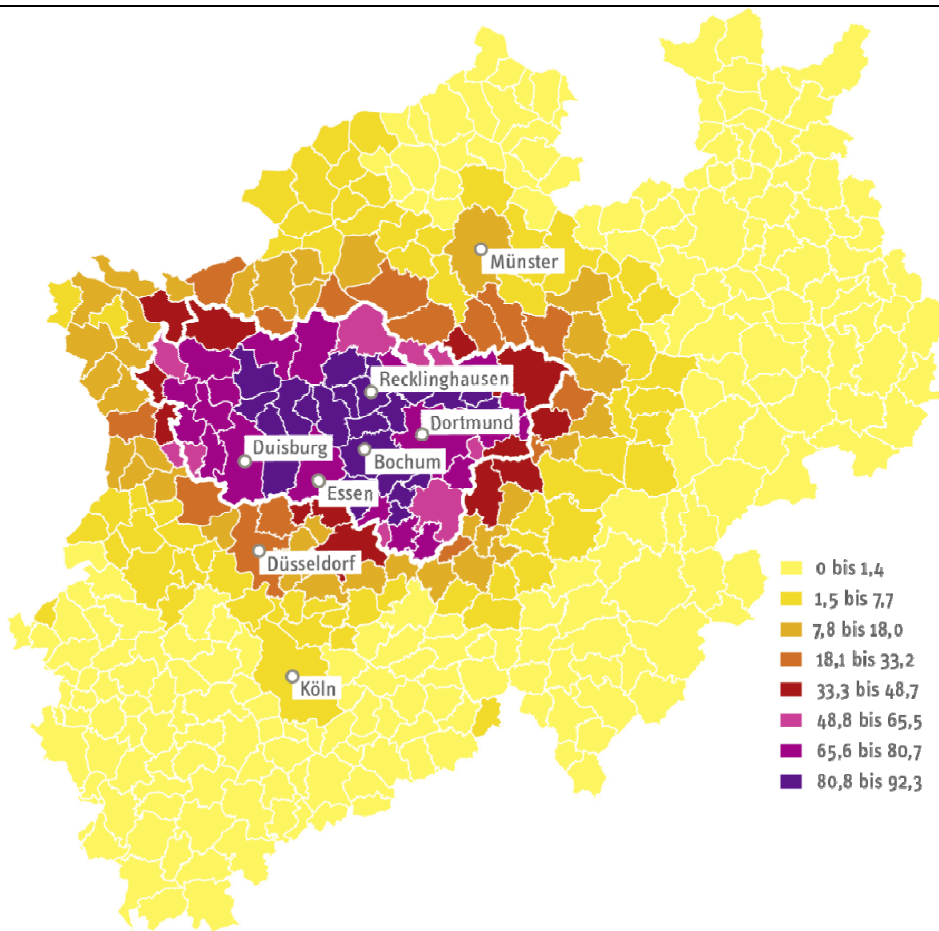 Münster
Recklinghausen
Dortmund
Duisburg
Bochum
Essen
Düsseldorf
Köln
0 bis 1,4
1,5 bis 7,7
7,8 bis 18,0
18,1 bis 33,2
33,3 bis 48,7
48,8 bis 65,5
65,6 bis 80,7
80,8 bis 92,3